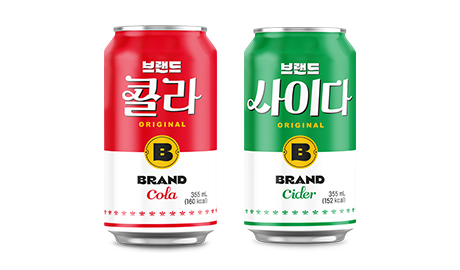 브랜드
콜라
ORIGINAL
B
BRAND
Cola
355 mL
(160 kcal)
브랜드
사이다
ORIGINAL
B
BRAND
Cider
355 mL
(152 kcal)